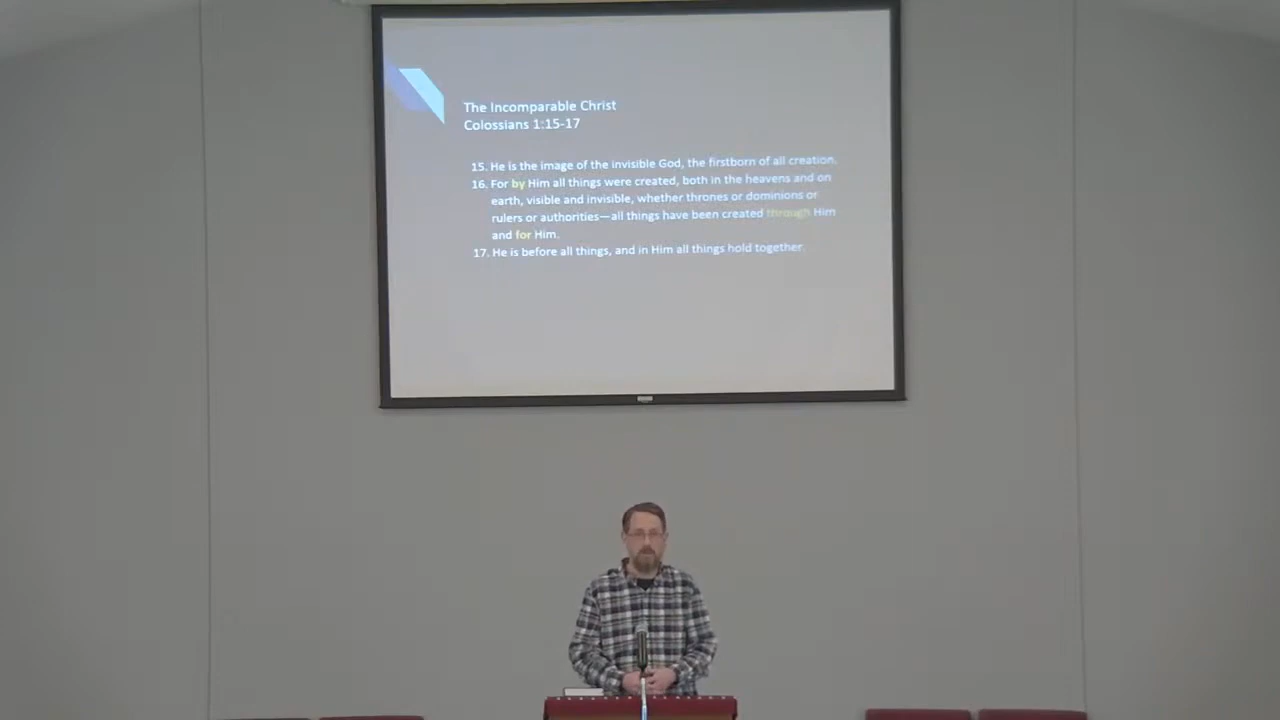 The Incomparable Christ
Colossians 1:15-17
15. He is the image of the invisible God, the firstborn of all creation.
16. For by Him all things were created, both in the heavens and on
earth, visible and invisible, whether thrones or dominions or
rulers or authorities—all things have been created through Him
and for Him.
17. He is before all things, and in Him all things hold together.